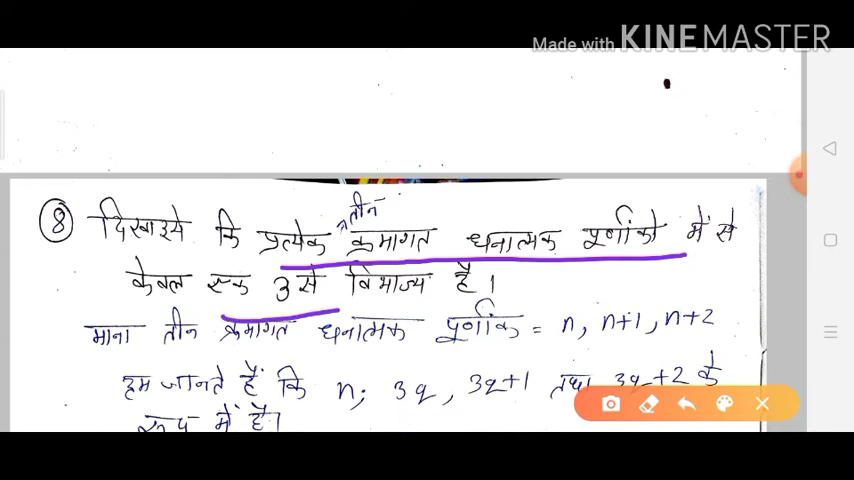 Made with KINEMASTER
⑧ दिखाइये कि प्रत्येक तीन क्रमागत धनात्मक पूर्णांको में से
केवल एक 3 से विभाज्य है।
माना तीन क्रमागत धनात्मक पूर्णांक = n, n+1, n+2
हम जानते हैं कि n; 3q, 3q+1 तथा 3q+2 के
रूप में है।